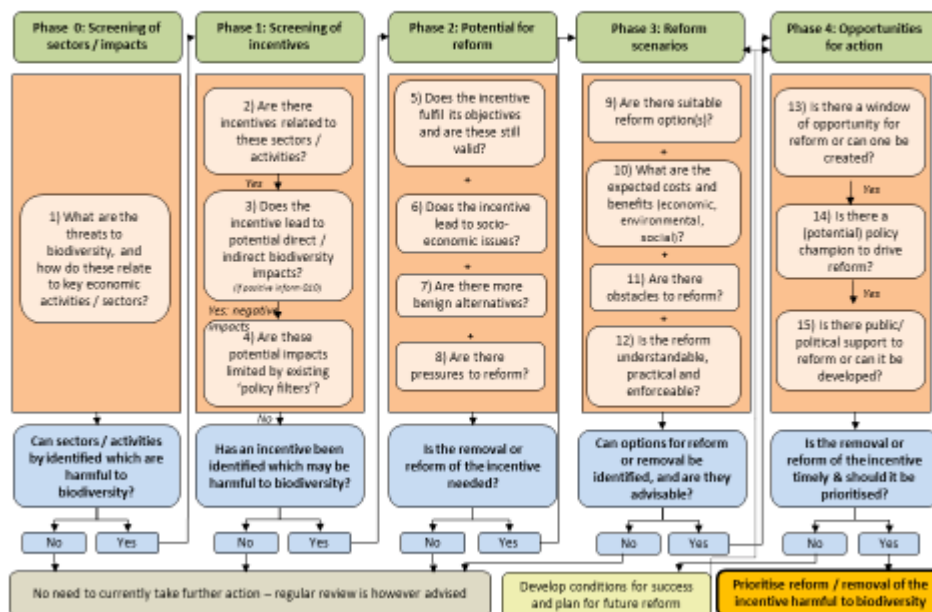 Phase 0: Screening of
sectors / impacts
Phase 1: Screening of
incentives
Phase 2: Potential for
reform
Phase 3: Reform
scenarios
Phase 4: Opportunities
for action
1) What are the
threats to
biodiversity, and
how do these relate
to key economic
activities / sectors?
2) Are there
incentives related to
these sectors /
activities?
Yes
3) Does the
incentive lead to
potential direct /
indirect biodiversity
impacts?
(if positive inform Q10)
Yes: negative
impacts
4) Are these
potential impacts
limited by existing
'policy filters'?
No
5) Does the incentive
fulfil its objectives
and are these still
valid?
+
6) Does the incentive
lead to socio-
economic issues?
+
7) Are there more
benign alternatives?
+
8) Are there
pressures to reform?
9) Are there suitable
reform option(s)?
+
10) What are the
expected costs and
benefits (economic,
environmental,
social)?
+
11) Are there
obstacles to reform?
+
12) Is the reform
understandable,
practical and
enforceable?
13) Is there a window
of opportunity for
reform or can one be
created?
Yes
14) Is there a
(potential) policy
champion to drive
reform?
Yes
15) Is there public/
political support to
reform or can it be
developed?
Can sectors / activities
by identified which are
harmful to
biodiversity?
Has an incentive been
identified which may be
harmful to biodiversity?
Is the removal or
reform of the incentive
needed?
Can options for reform
or removal be
identified, and are they
advisable?
Is the removal or
reform of the incentive
timely & should it be
prioritised?
No
Yes
No
Yes
No
Yes
No
Yes
No
Yes
No need to currently take further action – regular review is however advised
Develop conditions for success
and plan for future reform
Prioritise reform / removal of the
incentive harmful to biodiversity